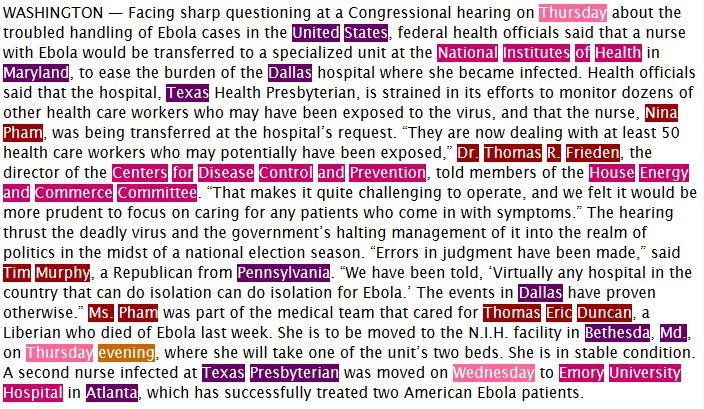 WASHINGTON — Facing sharp questioning at a Congressional hearing on Thursday about the
troubled handling of Ebola cases in the United States, federal health officials said that a nurse
with Ebola would be transferred to a specialized unit at the National Institutes of Health in
Maryland, to ease the burden of the Dallas hospital where she became infected. Health officials
said that the hospital, Texas Health Presbyterian, is strained in its efforts to monitor dozens of
other health care workers who may have been exposed to the virus, and that the nurse, Nina
Pham, was being transferred at the hospital’s request. “They are now dealing with at least 50
health care workers who may potentially have been exposed,” Dr. Thomas R. Frieden, the
director of the Centers for Disease Control and Prevention, told members of the House Energy
and Commerce Committee. “That makes it quite challenging to operate, and we felt it would be
more prudent to focus on caring for any patients who come in with symptoms.” The hearing
thrust the deadly virus and the government’s halting management of it into the realm of
politics in the midst of a national election season. “Errors in judgment have been made,” said
Tim Murphy, a Republican from Pennsylvania. “We have been told, ‘Virtually any hospital in the
country that can do isolation can do isolation for Ebola.’ The events in Dallas have proven
otherwise.” Ms. Pham was part of the medical team that cared for Thomas Eric Duncan, a
Liberian who died of Ebola last week. She is to be moved to the N.I.H. facility in Bethesda, Md.,
on Thursday evening, where she will take one of the unit’s two beds. She is in stable condition.
A second nurse infected at Texas Presbyterian was moved on Wednesday to Emory University
Hospital in Atlanta, which has successfully treated two American Ebola patients.